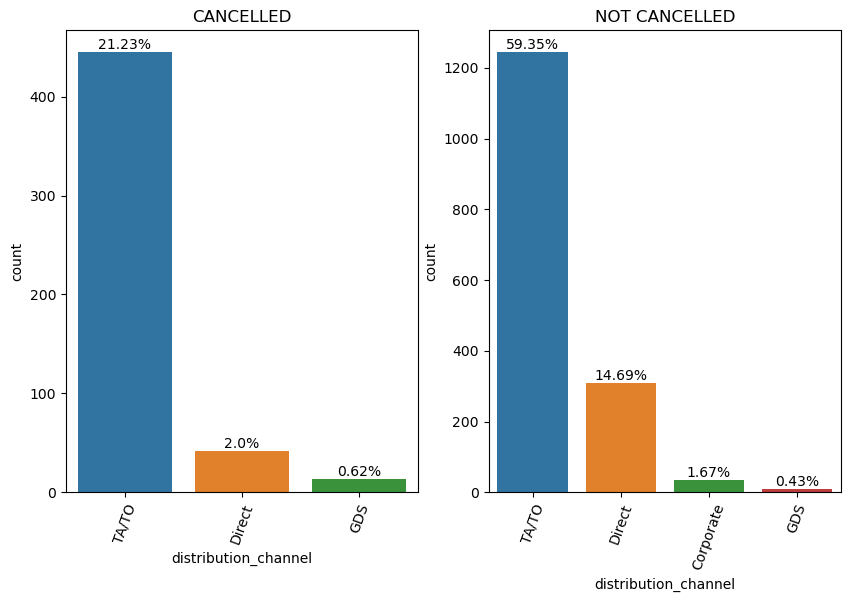 CANCELLED
21.23%
2.0%
0.62%
400
300
200
100
0
count
TA/TO
Direct
GDS
distribution_channel
NOT CANCELLED
59.35%
14.69%
1.67%
0.43%
1200
1000
800
600
400
200
0
count
TA/TO
Direct
Corporate
GDS
distribution_channel